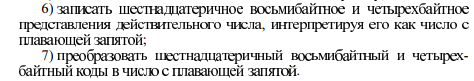 6) записать шестнадцатеричное восьмибайтное и четырехбайтное
представления действительного числа, интерпретируя его как число с
плавающей запятой;
7) преобразовать шестнадцатеричный восьмибайтный и четырех-
байтный коды в число с плавающей запятой.